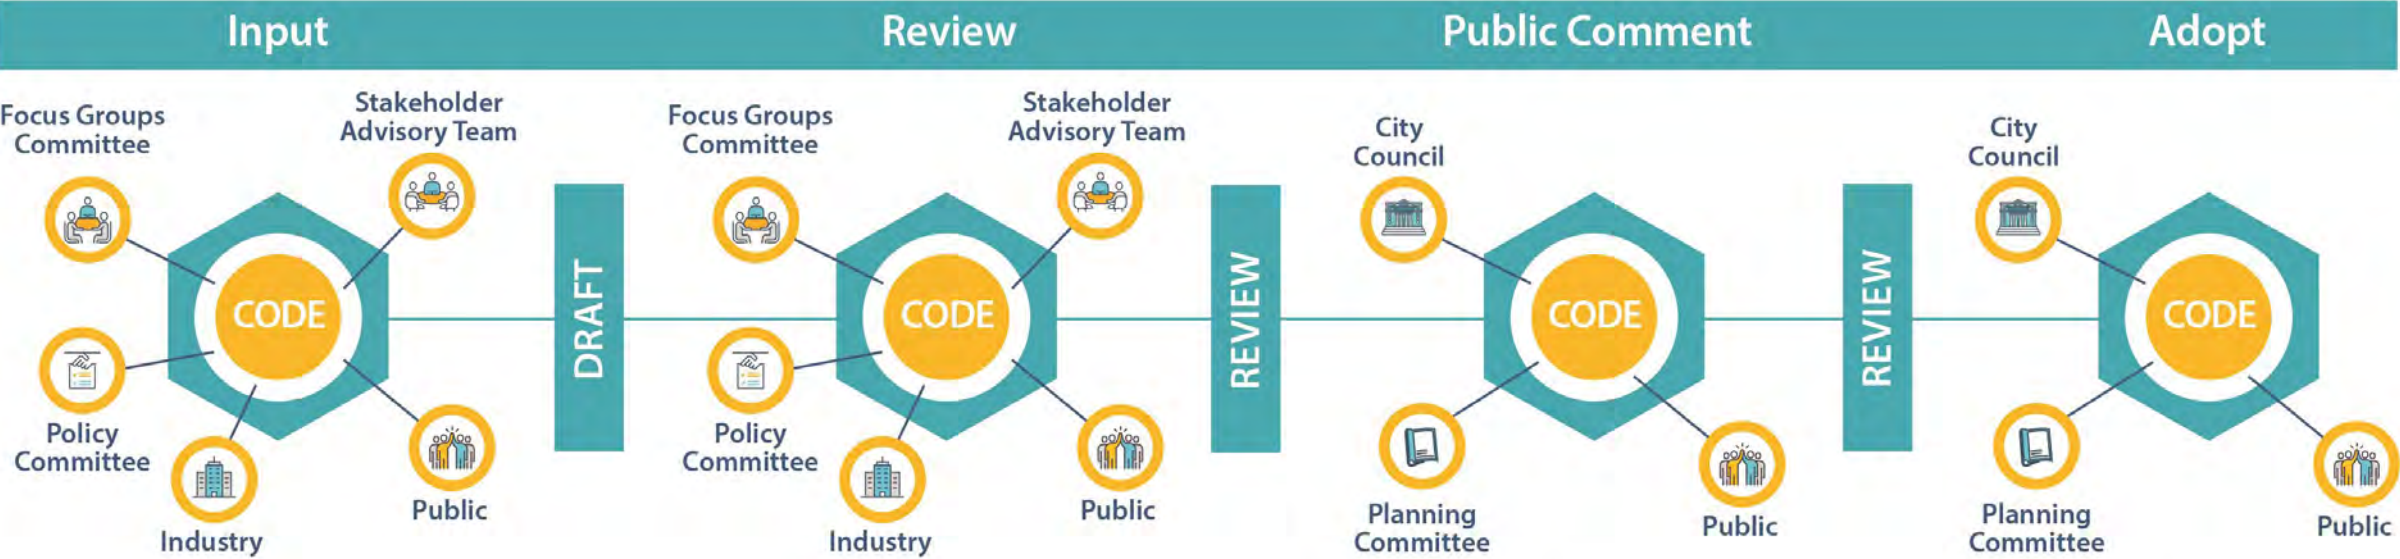 Input
Review
Public Comment
Adopt
Focus Groups
Committee
Stakeholder
Advisory Team
CODE
Policy
Committee
Industry
Public
DRAFT
Focus Groups
Committee
Stakeholder
Advisory Team
CODE
Policy
Committee
Industry
Public
REVIEW
City
Council
CODE
Planning
Committee
Public
REVIEW
City
Council
CODE
Planning
Committee
Public